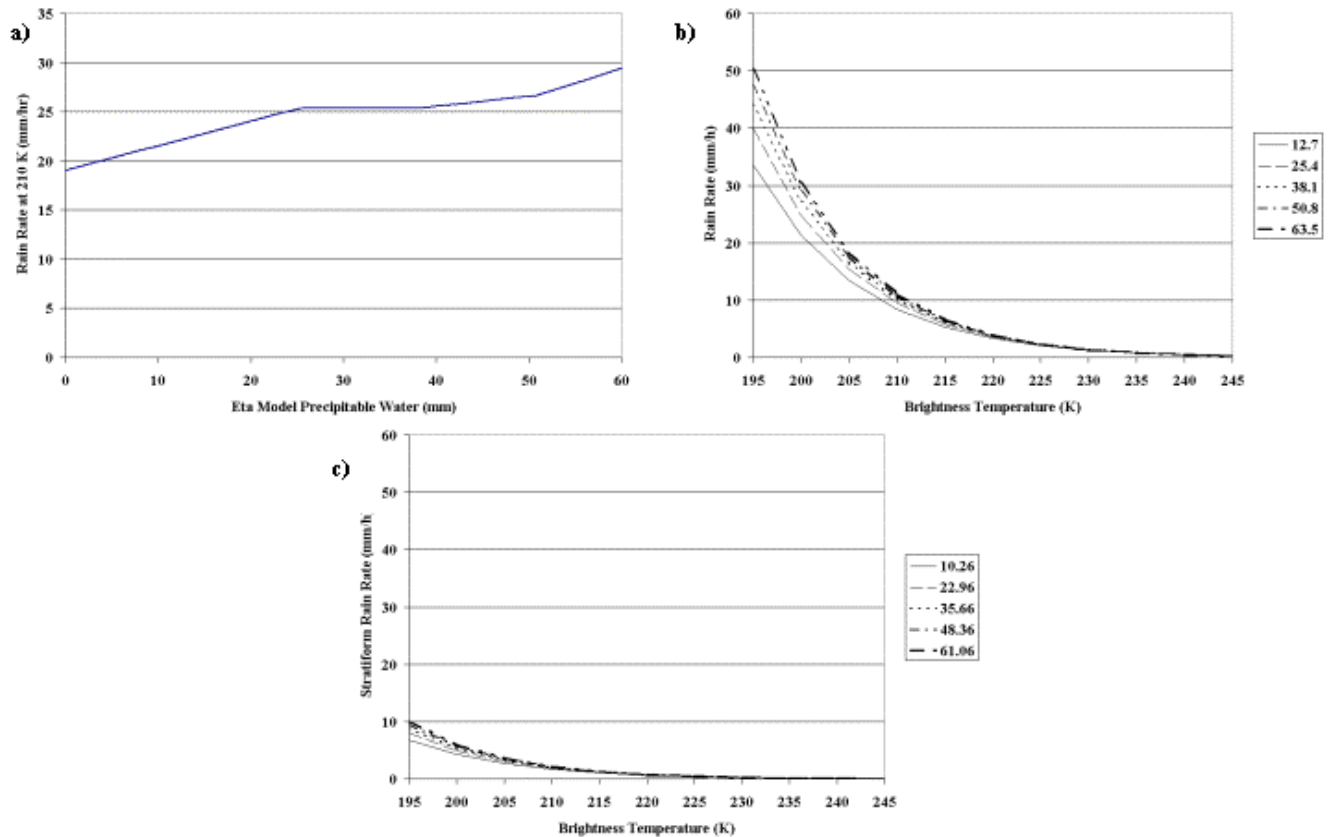 a)
35
30
25
20
15
10
5
0
Rain Rate at 210 K (mm/hr)
0 10 20 30 40 50 60
Eta Model Precipitable Water (mm)
b)
60
50
40
30
20
10
0
Rain Rate (mm/h)
195 200 205 210 215 220 225 230 235 240 245
Brightness Temperature (K)
12.7
25.4
38.1
50.8
63.5
c)
60
50
40
30
20
10
0
Stratiform Rain Rate (mm/h
195 200 205 210 215 220 225 230 235 240 245
Brightness Temperature (K)
10.26
22.96
35.66
48.36
61.06